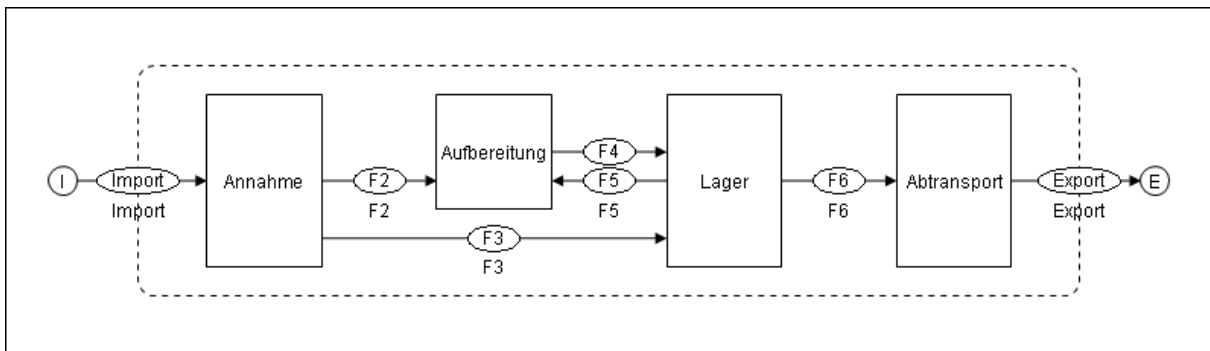 I
Import
Import
Annahme
F2
F2
F3
F3
Aufbereitung
F4
F5
F5
Lager
F6
F6
Abtransport
Export
Export
E